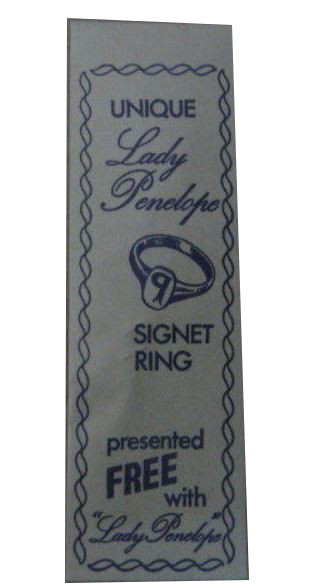 UNIQUE
Lady
Penelope
SIGNET
RING
presented
FREE
with
"Lady Penelope"